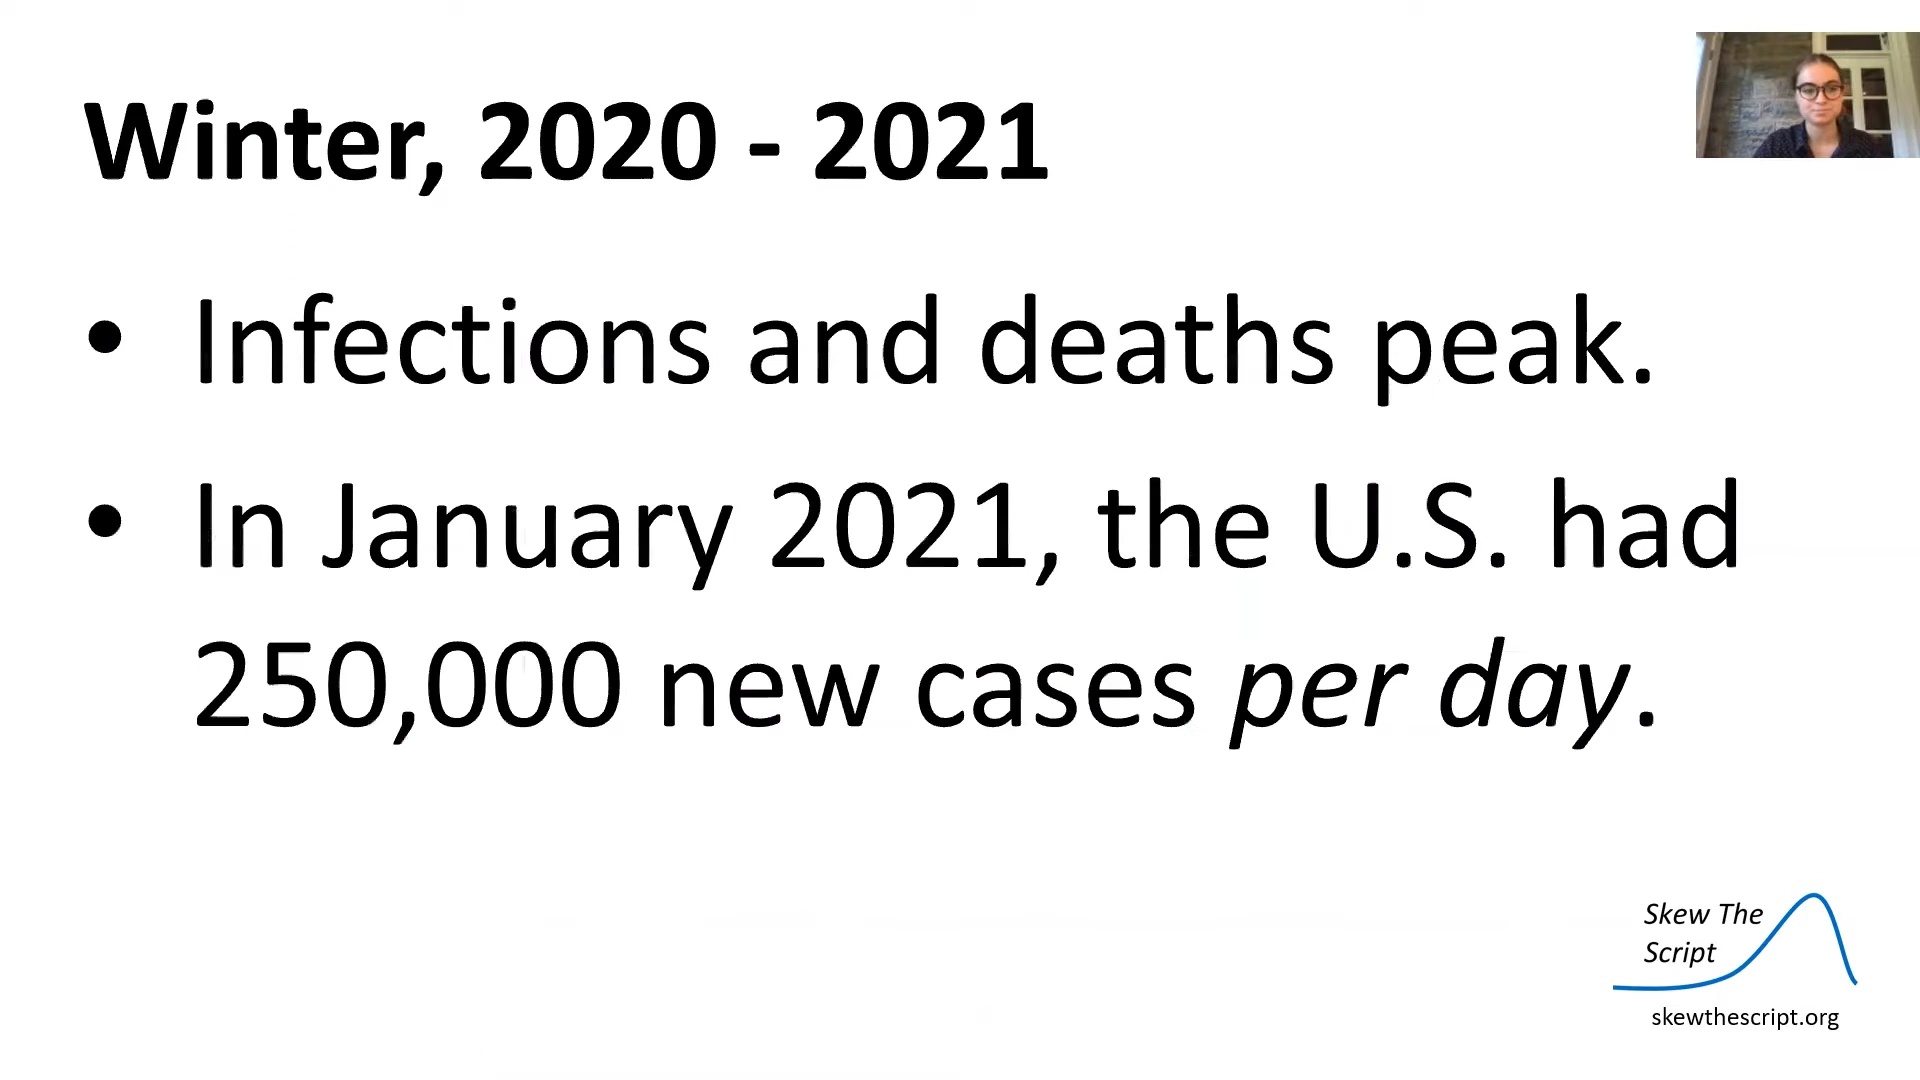 Winter, 2020 - 2021
• Infections and deaths peak.
• In January 2021, the U.S. had
250,000 new cases per day.
Skew The
Script
skewthescript.org